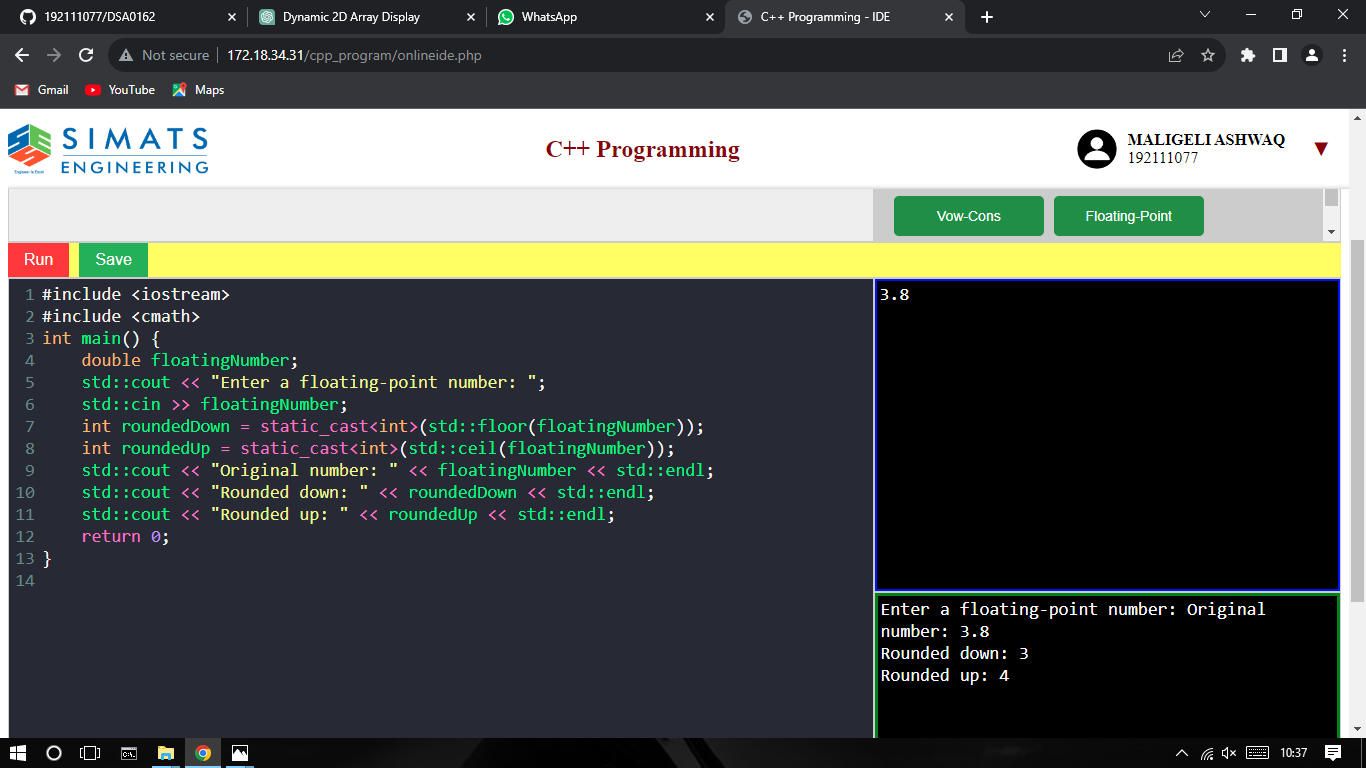 192111077/DSA0162
Dynamic 2D Array Display
WhatsApp
C++ Programming - IDE
Not secure
172.18.34.31/cpp_program/onlineide.php
Gmail
YouTube
Maps
SIMATS
ENGINEERING
Engineer to Excel
C++ Programming
MALIGELI ASHWAQ
192111077
Vow-Cons
Floating-Point
Run
Save
1 #include <iostream>
2 #include <cmath>
3 int main() {
4     double floatingNumber;
5     std::cout << "Enter a floating-point number: ";
6     std::cin >> floatingNumber;
7     int roundedDown = static_cast<int>(std::floor(floatingNumber));
8     int roundedUp = static_cast<int>(std::ceil(floatingNumber));
9     std::cout << "Original number: " << floatingNumber << std::endl;
10     std::cout << "Rounded down: " << roundedDown << std::endl;
11     std::cout << "Rounded up: " << roundedUp << std::endl;
12     return 0;
13 }
14
3.8
Enter a floating-point number: Original
number: 3.8
Rounded down: 3
Rounded up: 4
10:37